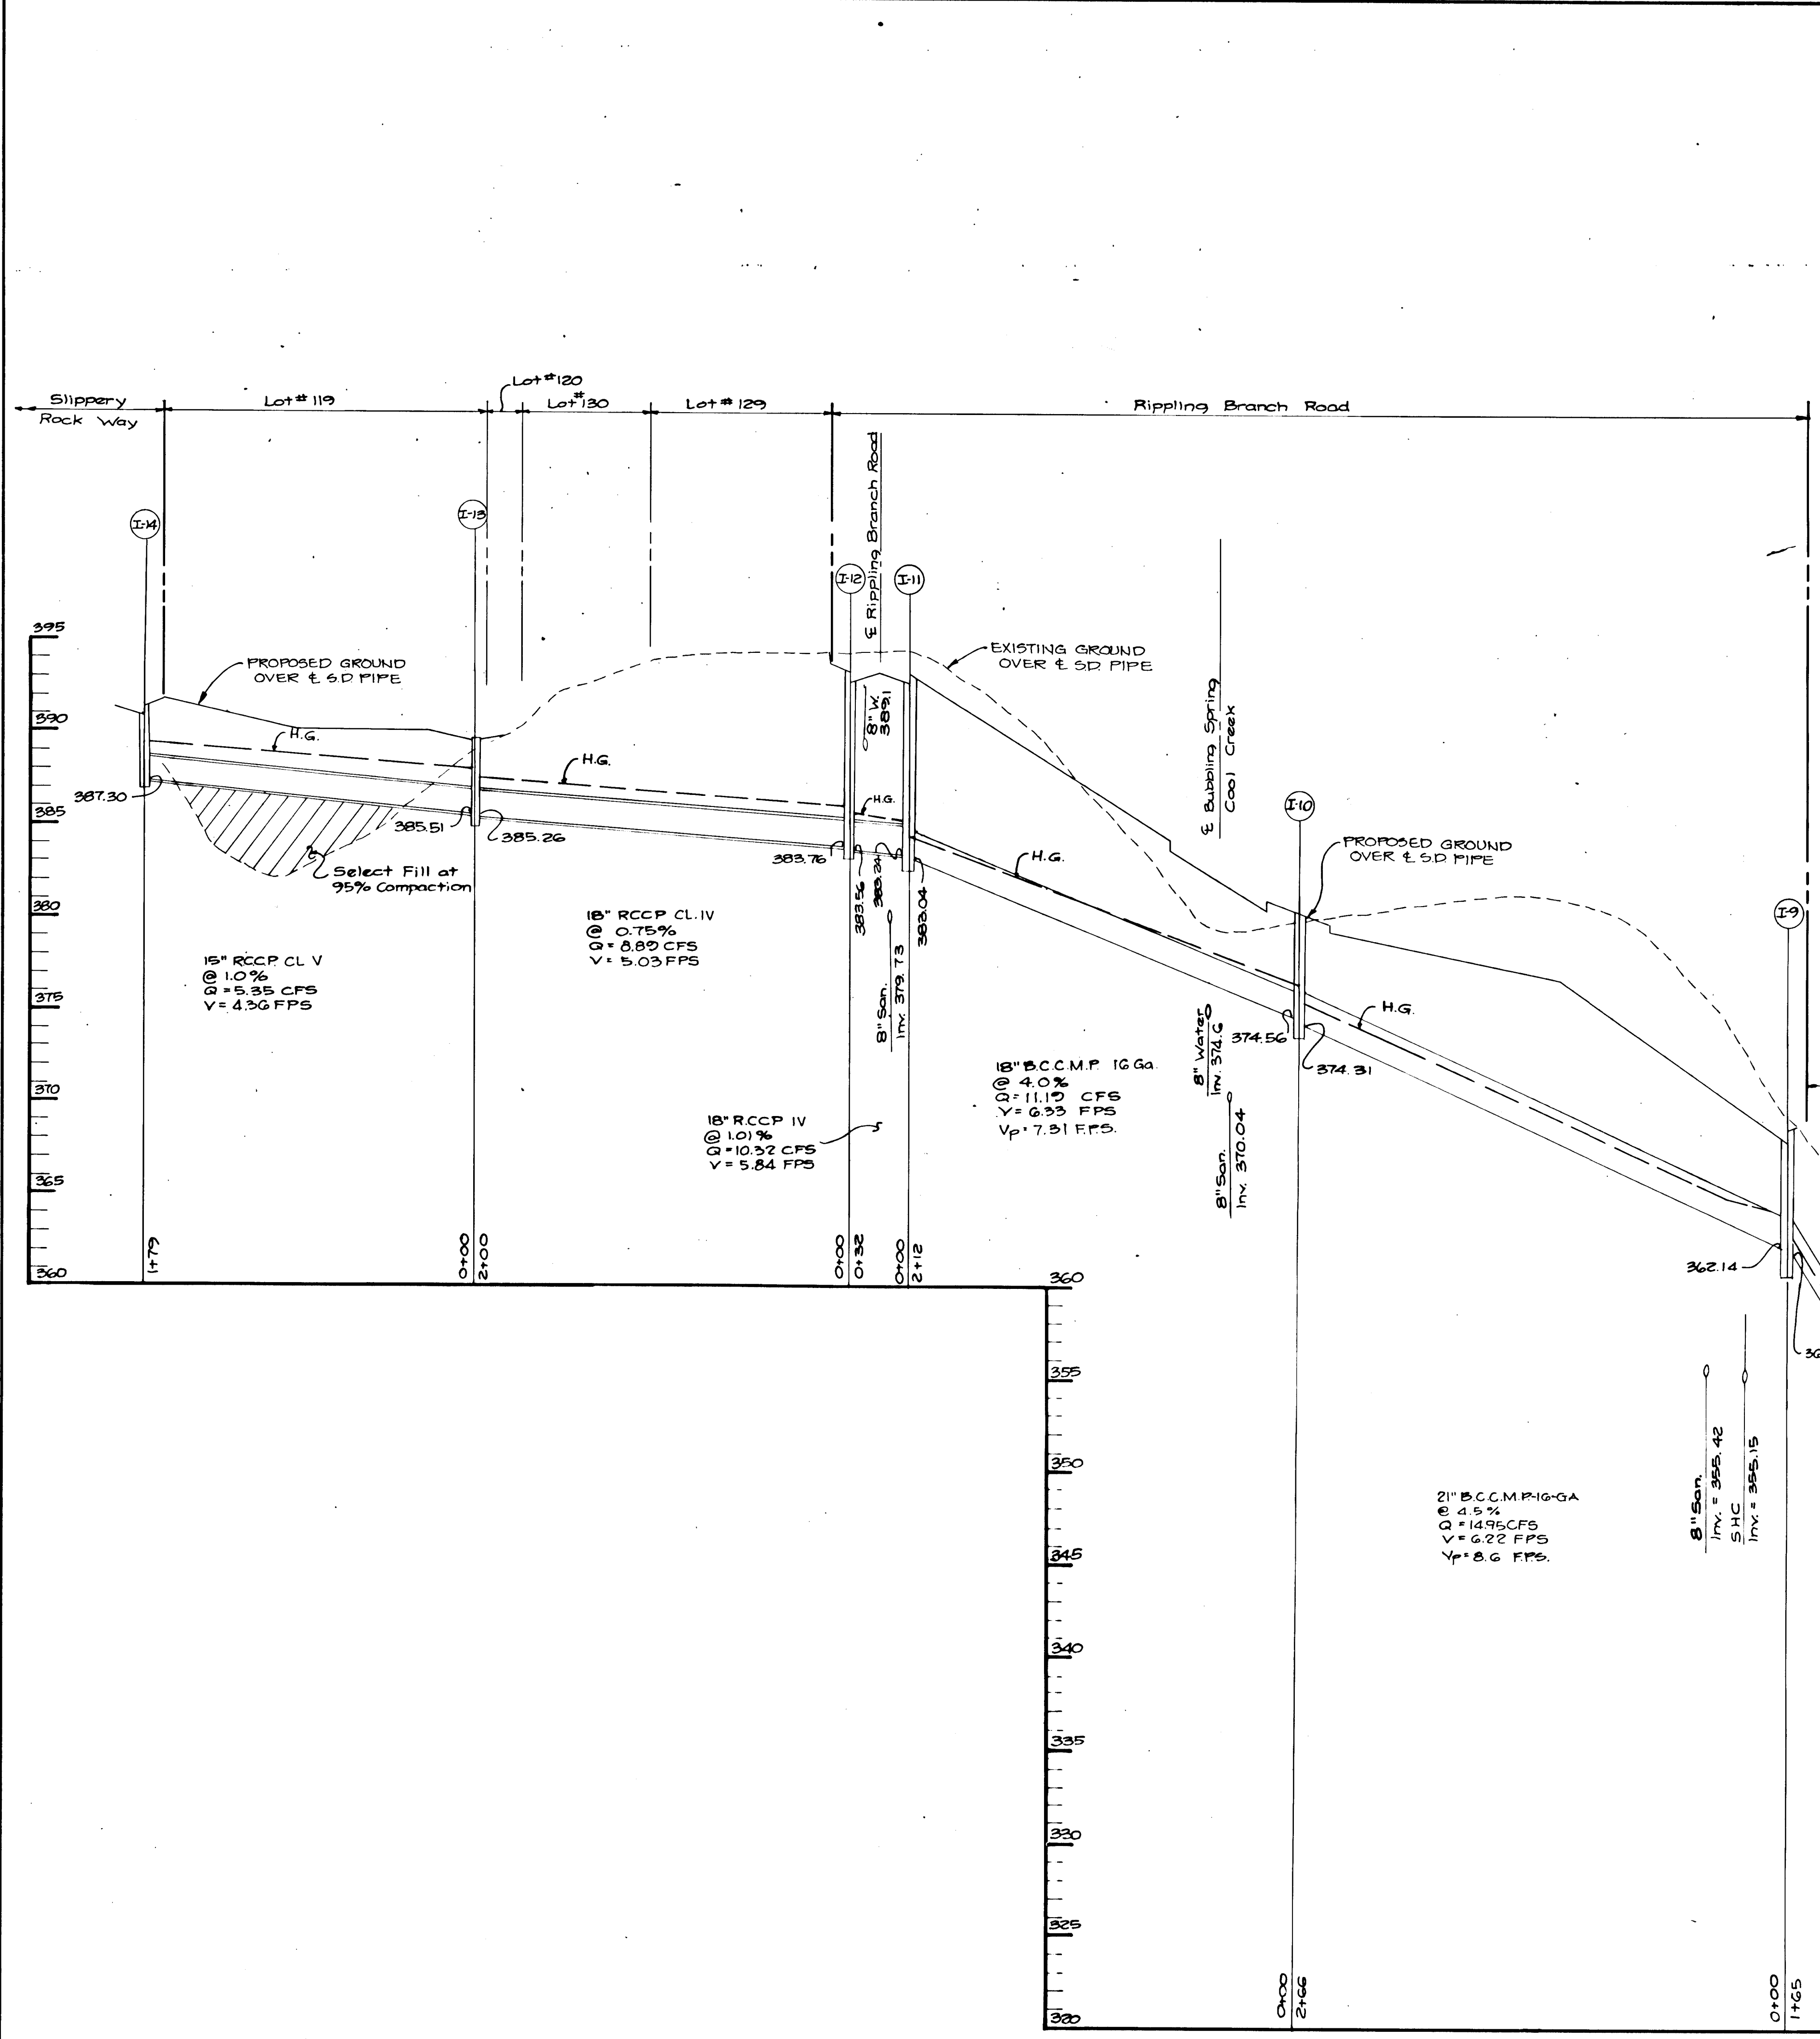 Slippery
Rock Way
Lot # 119
Lot # 120
Lot # 130
Lot # 129
Rippling Branch Road
I-14
I-13
I-12
I-11
I-10
I-9
℄ Rippling Branch Road
℄ Bubbling Spring
Cool Creek
PROPOSED GROUND
OVER ℄ S.D. PIPE
EXISTING GROUND
OVER ℄ S.D. PIPE
PROPOSED GROUND
OVER ℄ S.D. PIPE
395
390
385
380
375
370
365
360
H.G.
H.G.
H.G.
H.G.
H.G.
8" W.
389.1
387.30
385.51
385.26
383.76
383.56
383.24
383.04
374.56
374.31
362.14
Select Fill at
95% Compaction
15" R.C.C.P. CL V
@ 1.0%
Q = 5.35 CFS
V = 4.36 FPS
18" RCCP CL. IV
@ 0.75%
Q = 8.89 CFS
V = 5.03 FPS
18" R.CCP IV
@ 1.01%
Q = 10.32 CFS
V = 5.84 FPS
8" San.
Inv. 379.73
18" B.C.C.M.P. 16 Ga.
@ 4.0%
Q = 11.19 CFS
V = 6.33 FPS
Vp = 7.31 F.P.S.
8" Water
Inv. 374.6
8" San.
Inv. 370.04
21" B.C.C.M.P-16-GA
@ 4.5%
Q = 14.95 CFS
V = 6.22 FPS
Vp = 8.6 F.P.S.
8" San.
Inv. = 355.42
SHC
Inv. = 355.15
1+79
0+00
2+00
0+00
0+32
0+00
2+12
0+00
2+66
0+00
1+65
360
355
350
345
340
335
330
325
320